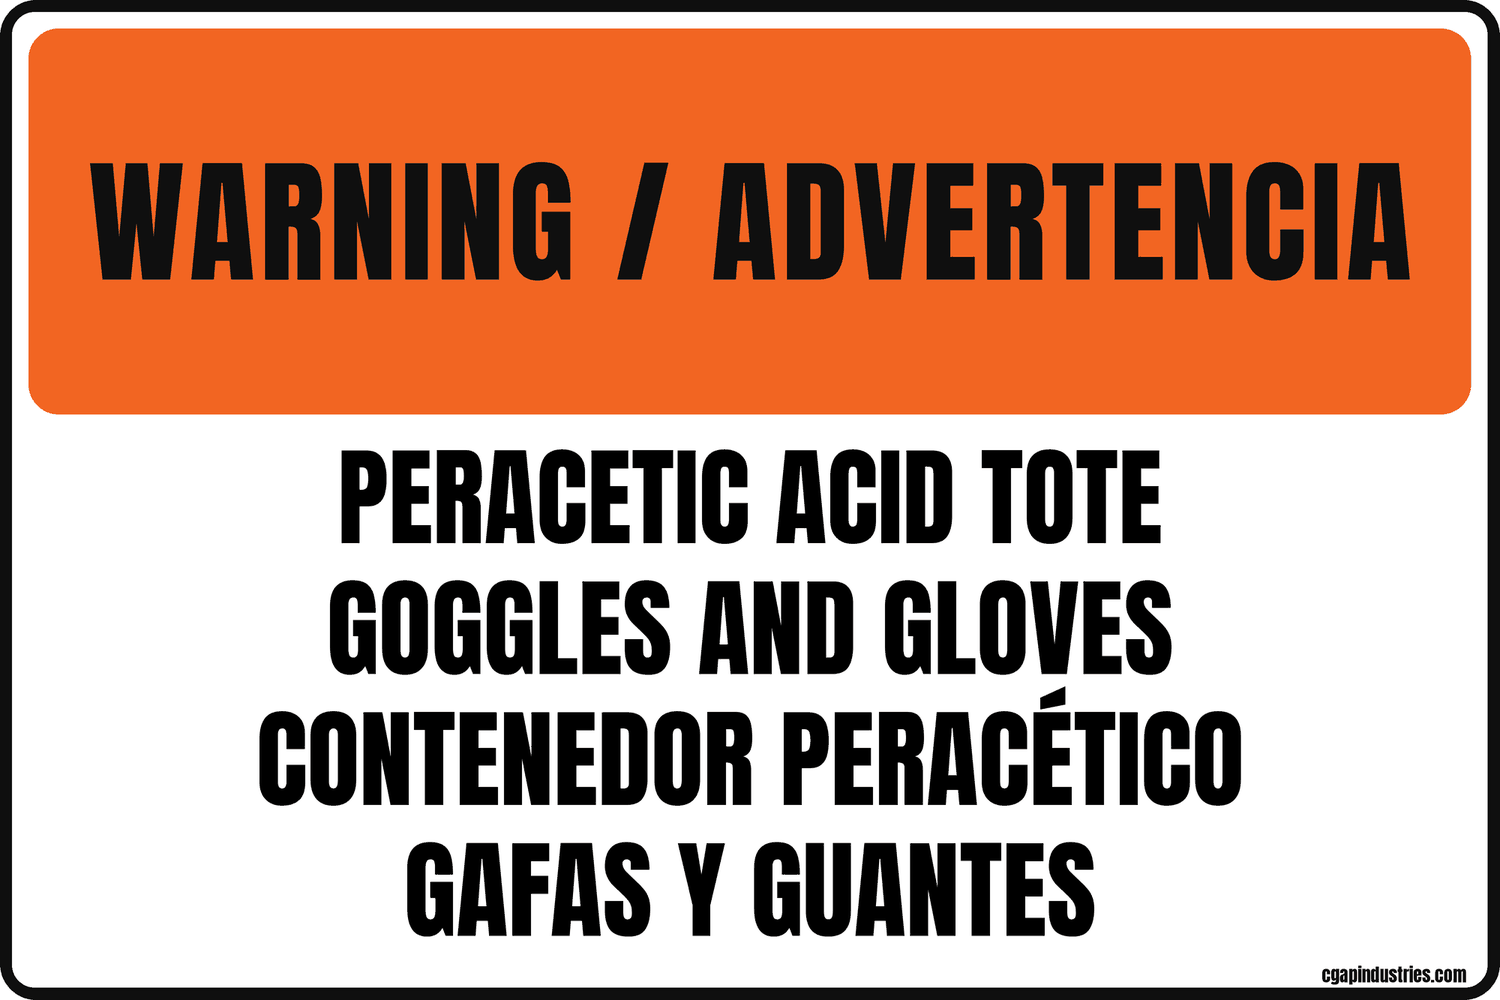 WARNING / ADVERTENCIA
PERACETIC ACID TOTE
GOGGLES AND GLOVES
CONTENEDOR PERACÉTICO
GAFAS Y GUANTES
cgapindustries.com